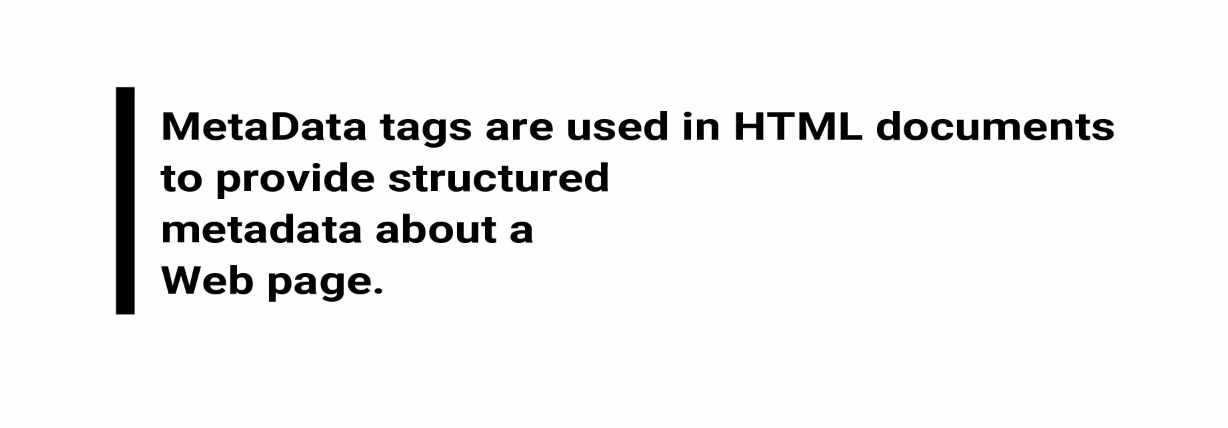 MetaData tags are used in HTML documents
to provide structured
metadata about a
Web page.